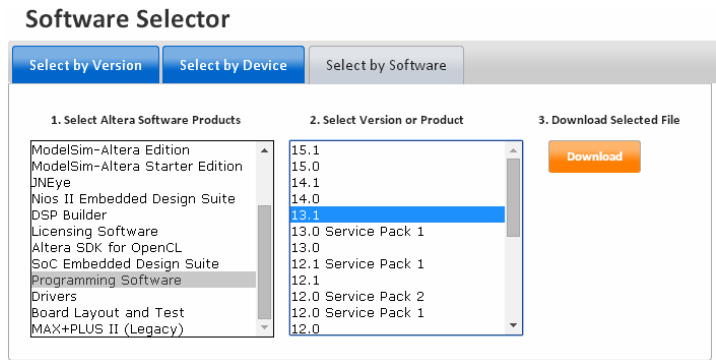 Software Selector
Select by Version
Select by Device
Select by Software
1. Select Altera Software Products
2. Select Version or Product
3. Download Selected File
ModelSim-Altera Edition
ModelSim-Altera Starter Edition
JNEye
Nios II Embedded Design Suite
DSP Builder
Licensing Software
Altera SDK for OpenCL
SoC Embedded Design Suite
Programming Software
Drivers
Board Layout and Test
MAX+PLUS II (Legacy)
15.1
15.0
14.1
14.0
13.1
13.0 Service Pack 1
13.0
12.1 Service Pack 1
12.1
12.0 Service Pack 2
12.0 Service Pack 1
12.0
Download